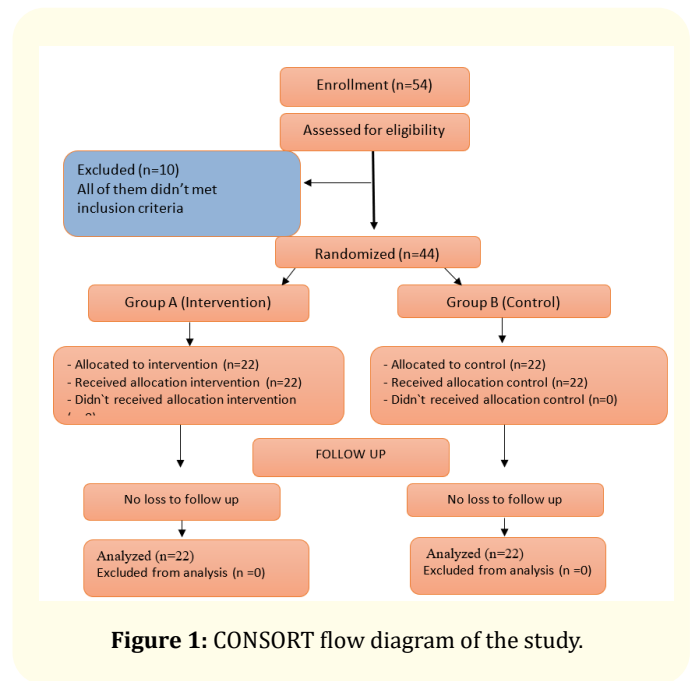 Enrollment (n=54)
Assessed for eligibility
Excluded (n=10)
All of them didn’t met
inclusion criteria
Randomized (n=44)
Group A (Intervention)
Group B (Control)
- Allocated to intervention (n=22)
- Received allocation intervention (n=22)
- Didn`t received allocation intervention
- Allocated to control (n=22)
- Received allocation control (n=22)
- Didn`t received allocation control (n=0)
FOLLOW UP
No loss to follow up
No loss to follow up
Analyzed (n=22)
Excluded from analysis (n =0)
Analyzed (n=22)
Excluded from analysis (n =0)
Figure 1: CONSORT flow diagram of the study.